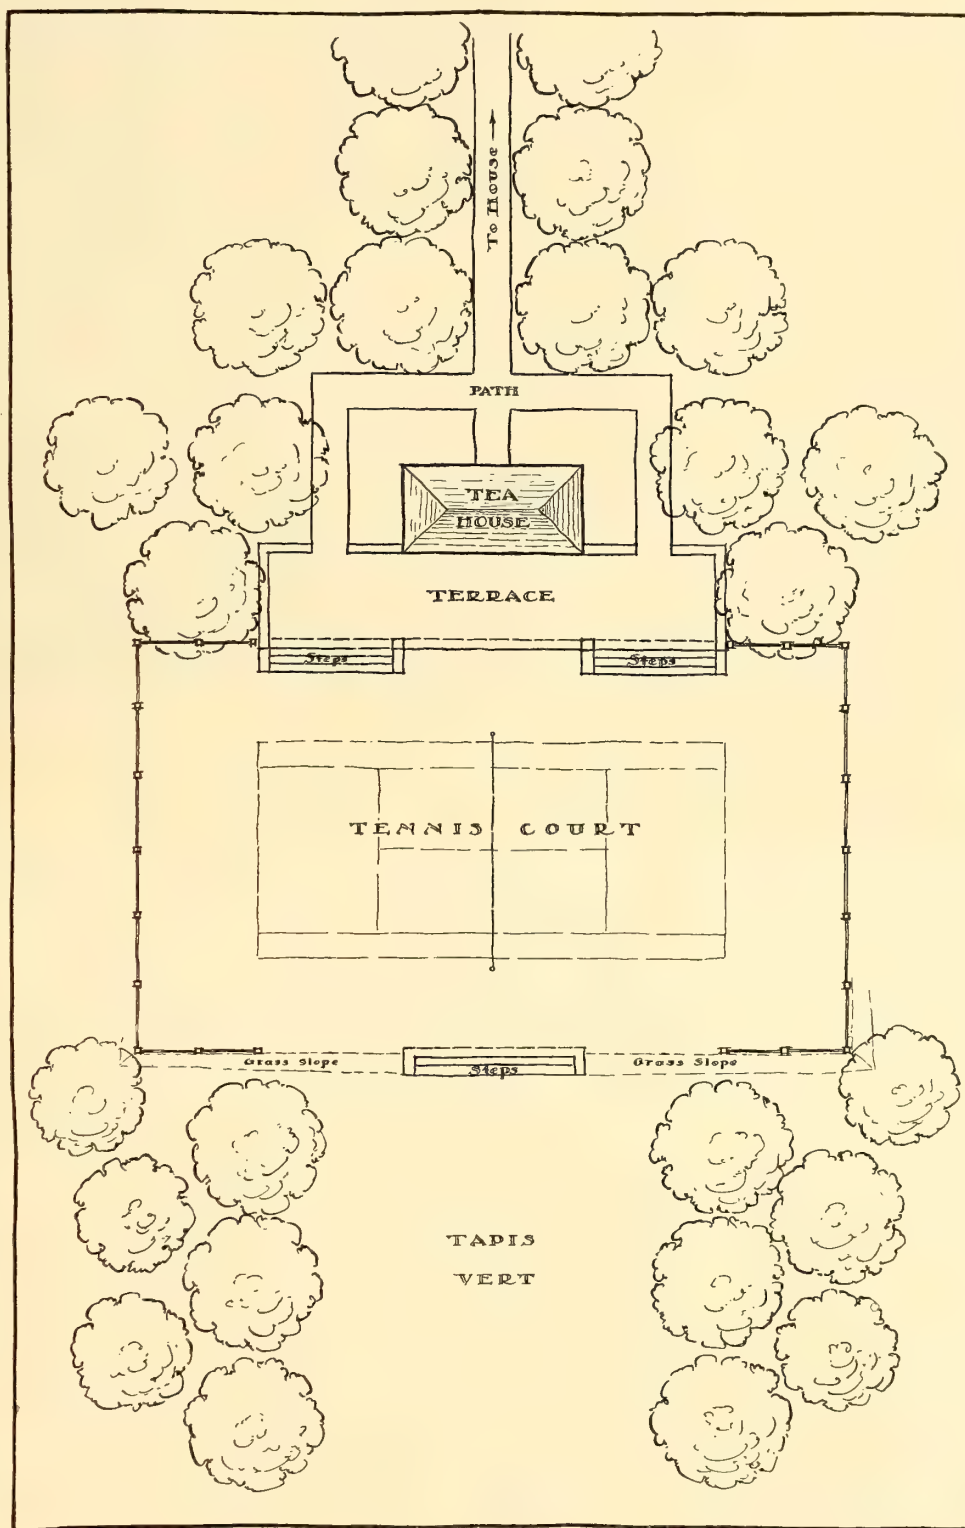 To House
PATH
TEA
HOUSE
TERRACE
Steps
Steps
TENNIS COURT
Grass Slope
Steps
Grass Slope
TAPIS
VERT